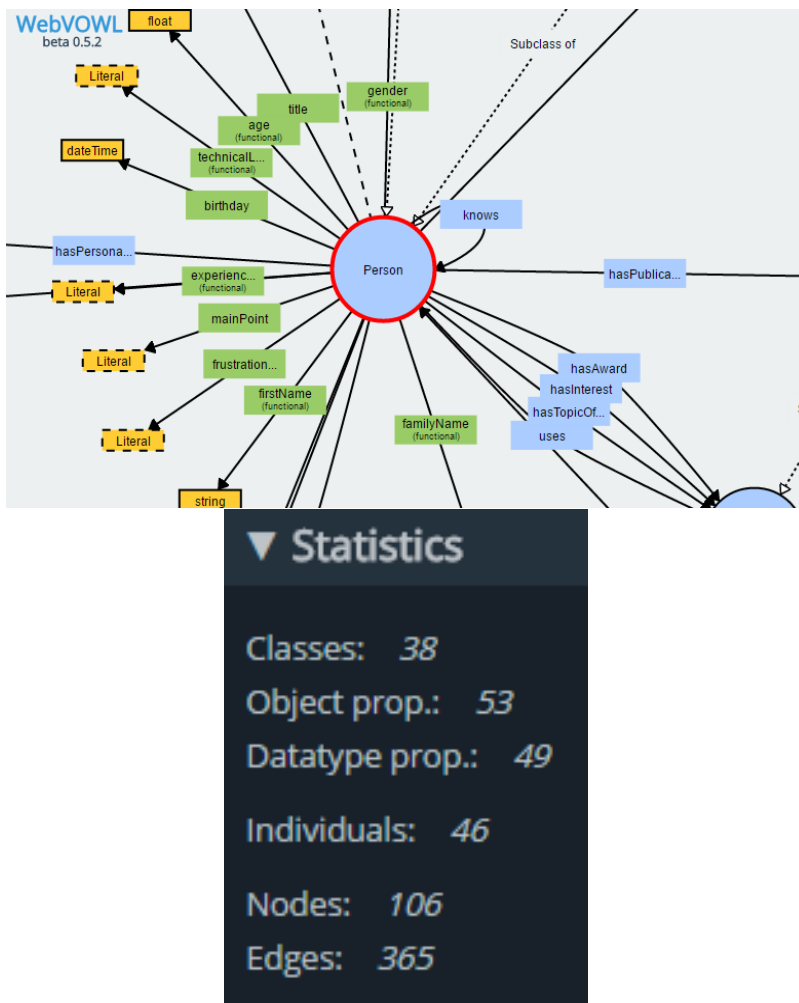 WebVOWL
beta 0.5.2
float
Subclass of
Literal
gender
(functional)
title
age
(functional)
dateTime
technicalL...
(functional)
birthday
knows
hasPersona...
Person
hasPublica...
experienc...
(functional)
Literal
mainPoint
Literal
frustration...
hasAward
hasInterest
firstName
(functional)
hasTopicOf...
familyName
(functional)
uses
Literal
string
▼ Statistics
Classes: 38
Object prop.: 53
Datatype prop.: 49
Individuals: 46
Nodes: 106
Edges: 365